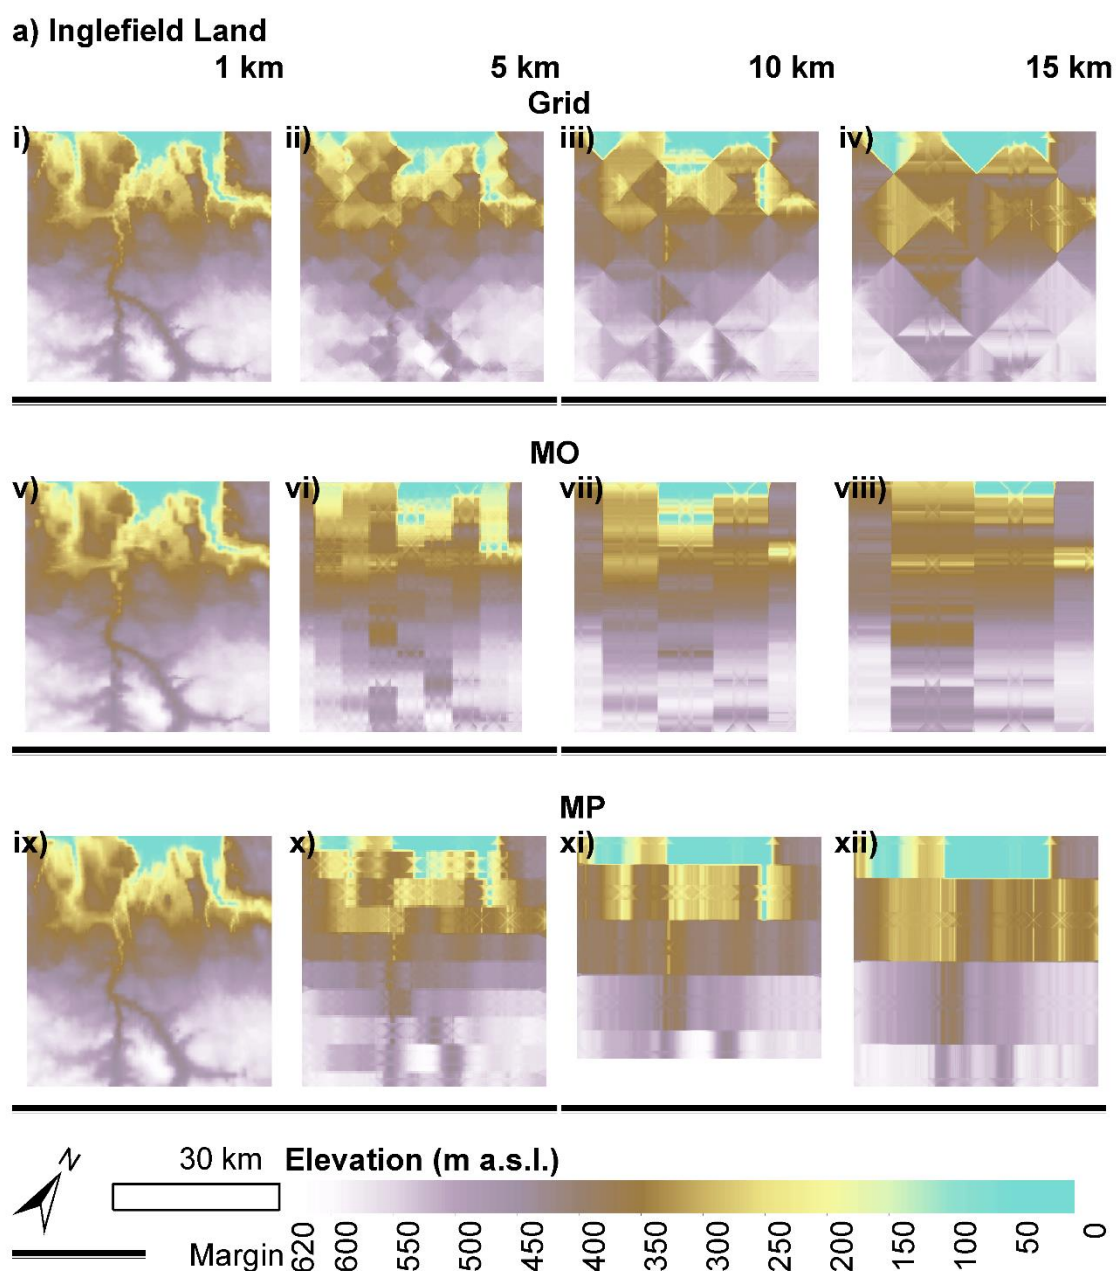 a) Inglefield Land
1 km 5 km 10 km 15 km
Grid
i) ii) iii) iv)
MO
v) vi) vii) viii)
MP
ix) x) xi) xii)
N 30 km Elevation (m a.s.l.)
Margin 620 600 550 500 450 400 350 300 250 200 150 100 50 0